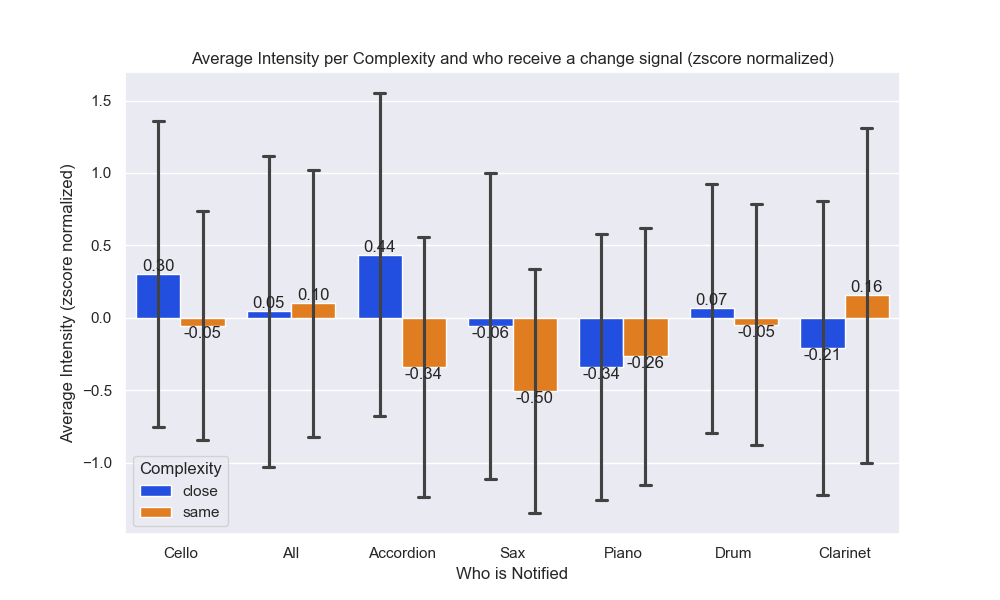 Average Intensity per Complexity and who receive a change signal (zscore normalized)
Average Intensity (zscore normalized)
1.5
1.0
0.5
0.0
−0.5
−1.0
0.30
-0.05
0.05
0.10
0.44
-0.34
-0.06
-0.50
-0.34
-0.26
0.07
-0.05
-0.21
0.16
Complexity
close
same
Cello
All
Accordion
Sax
Piano
Drum
Clarinet
Who is Notified